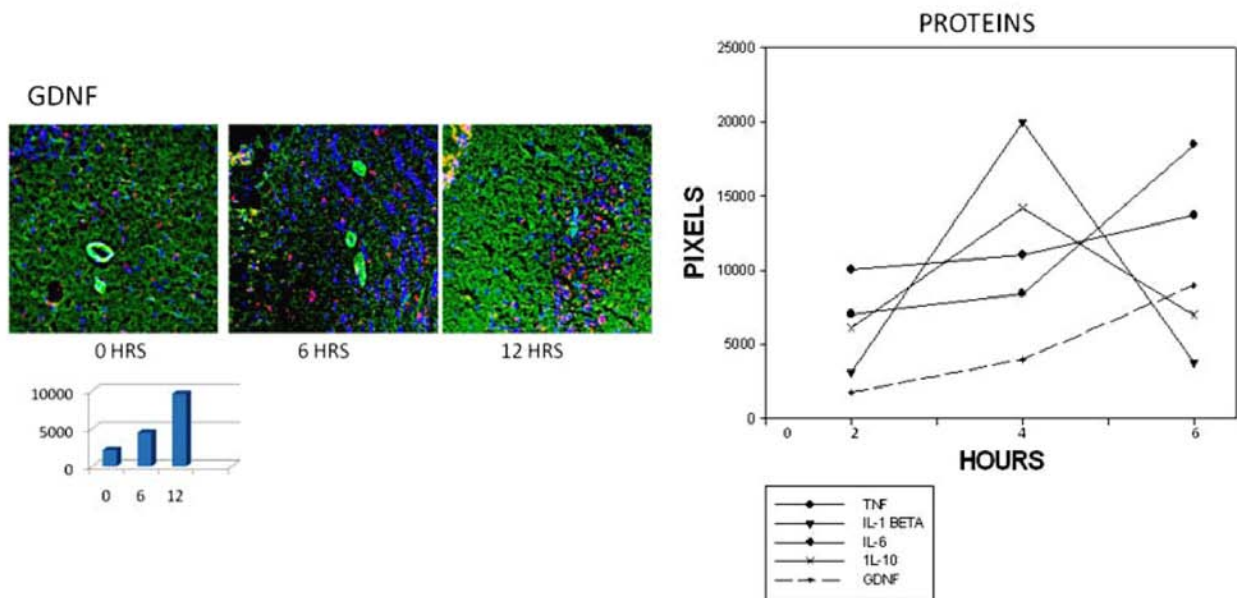 GDNF
0 HRS 6 HRS 12 HRS
10000
5000
0
0 6 12
PROTEINS
25000
20000
15000
10000
5000
0
PIXELS
0 2 4 6
HOURS
TNF
IL-1 BETA
IL-6
1L-10
GDNF